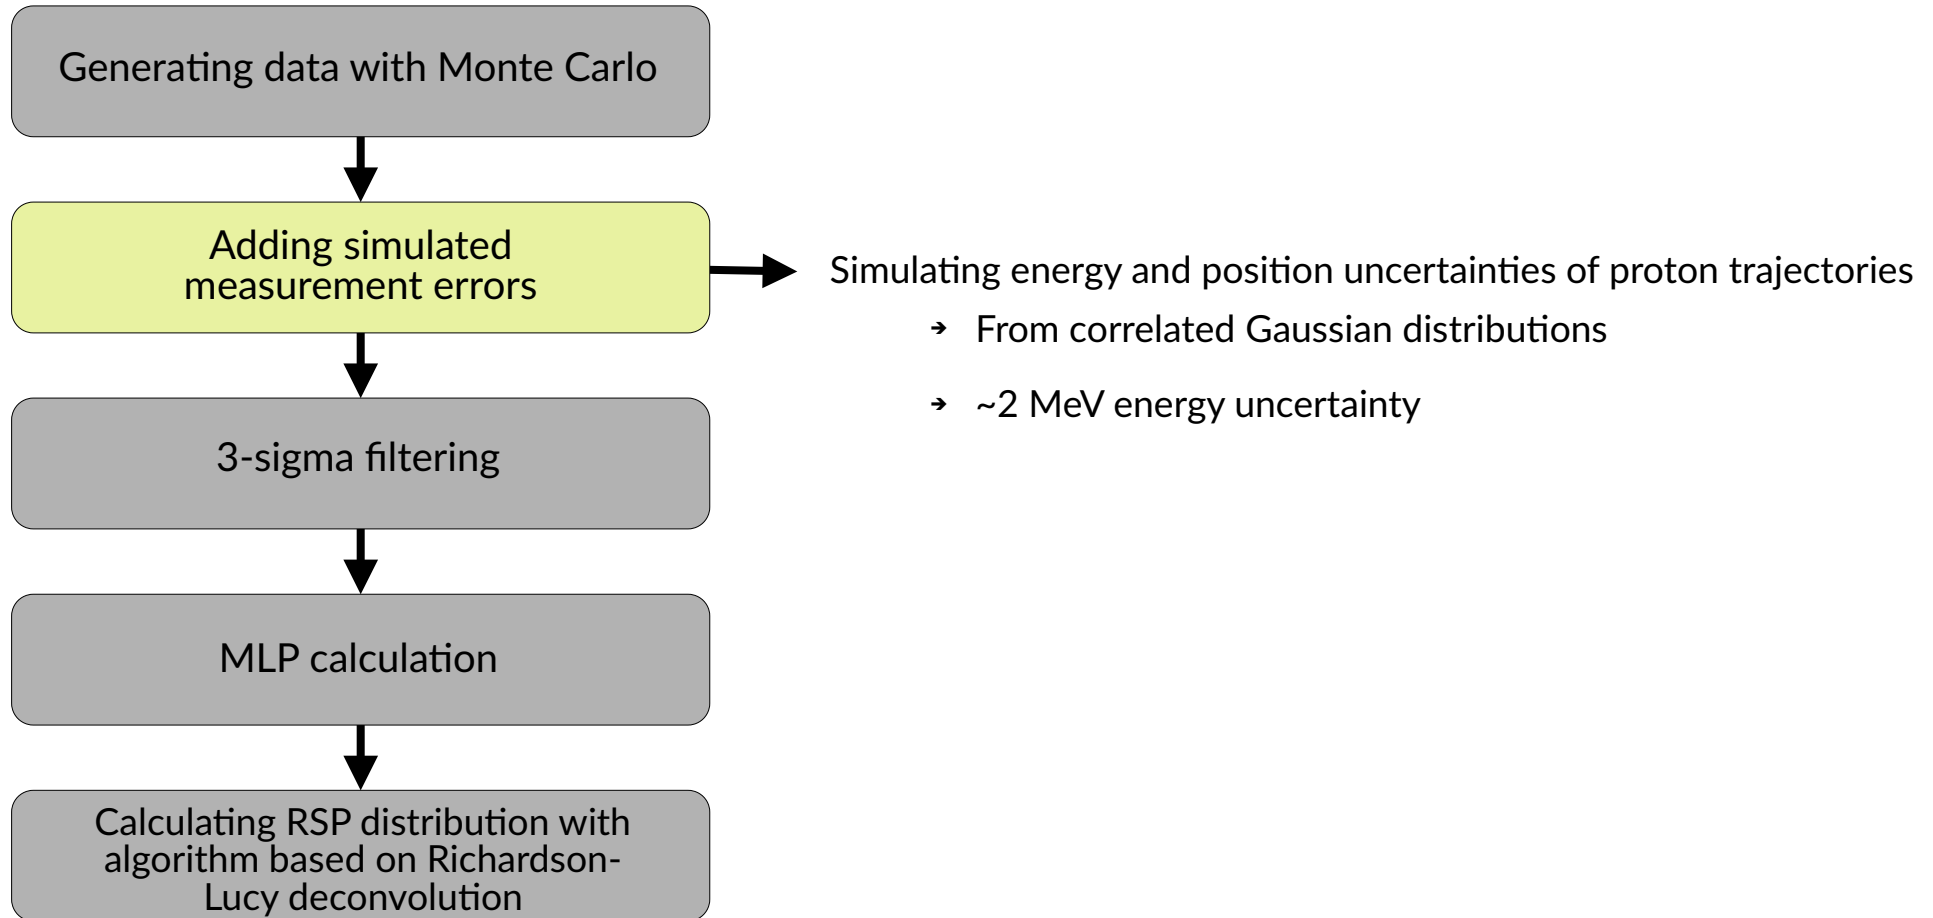 Generating data with Monte Carlo
Adding simulated
measurement errors
Simulating energy and position uncertainties of proton trajectories
➔ From correlated Gaussian distributions
➔ ~2 MeV energy uncertainty
3-sigma filtering
MLP calculation
Calculating RSP distribution with
algorithm based on Richardson-
Lucy deconvolution